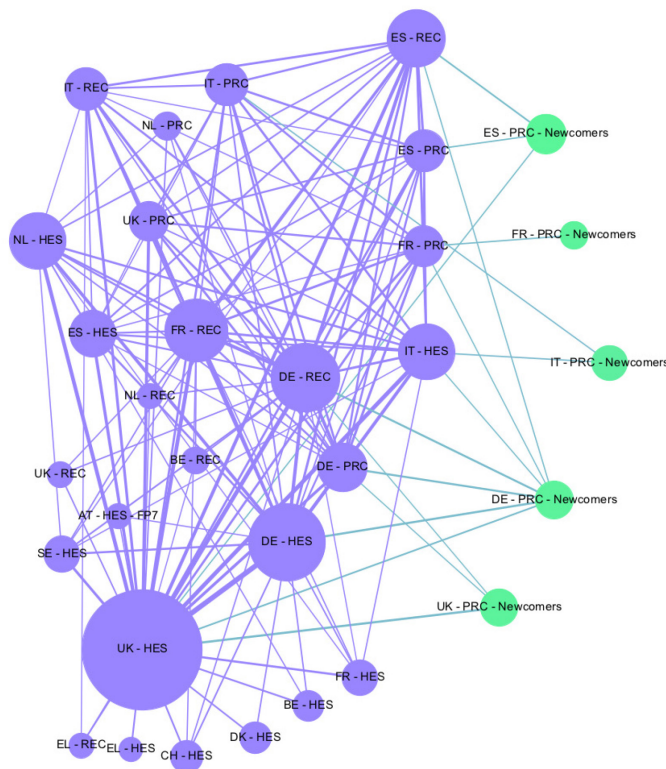 ES - REC
IT - REC
IT - PRC
NL - PRC
ES - PRC - Newcomers
ES - PRC
UK - PRC
NL - HES
FR - PRC
FR - PRC - Newcomers
ES - HES
FR - REC
IT - HES
IT - PRC - Newcomers
DE - REC
NL - REC
BE - REC
DE - PRC
UK - REC
DE - PRC - Newcomers
AT - HES - FP7
DE - HES
SE - HES
UK - PRC - Newcomers
UK - HES
FR - HES
BE - HES
DK - HES
EL - REC
EL - HES
CH - HES